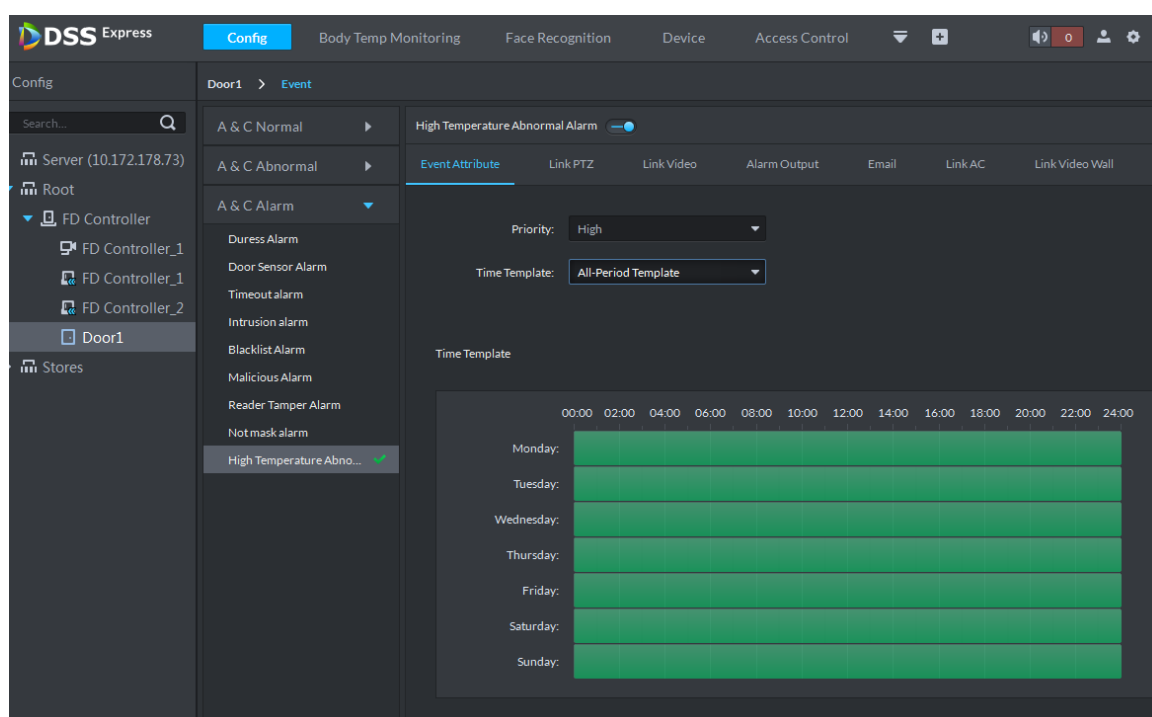 DSS Express
Config Body Temp Monitoring Face Recognition Device Access Control 0
Config
Door1 > Event
Search...
Server (10.172.178.73)
Root
FD Controller
FD Controller_1
FD Controller_1
FD Controller_2
Door1
Stores
A & C Normal
A & C Abnormal
A & C Alarm
Duress Alarm
Door Sensor Alarm
Timeout alarm
Intrusion alarm
Blacklist Alarm
Malicious Alarm
Reader Tamper Alarm
Not mask alarm
High Temperature Abno...
High Temperature Abnormal Alarm
Event Attribute Link PTZ Link Video Alarm Output Email Link AC Link Video Wall
Priority: High
Time Template: All-Period Template
Time Template
00:00 02:00 04:00 06:00 08:00 10:00 12:00 14:00 16:00 18:00 20:00 22:00 24:00
Monday:
Tuesday:
Wednesday:
Thursday:
Friday:
Saturday:
Sunday: